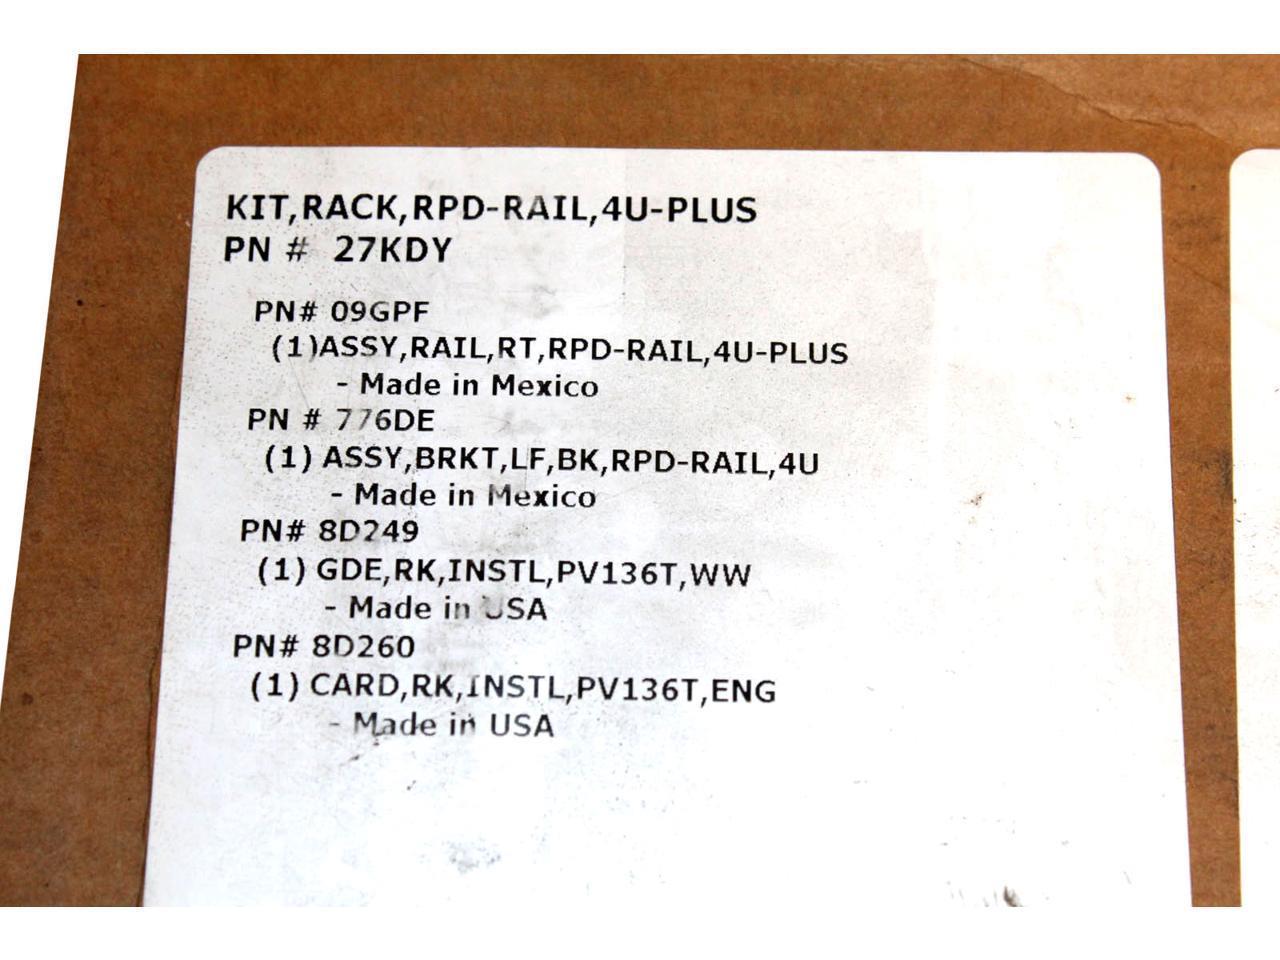 KIT,RACK,RPD-RAIL,4U-PLUS
PN # 27KDY
PN# 09GPF
(1)ASSY,RAIL,RT,RPD-RAIL,4U-PLUS
- Made in Mexico
PN # 776DE
(1) ASSY,BRKT,LF,BK,RPD-RAIL,4U
- Made in Mexico
PN# 8D249
(1) GDE,RK,INSTL,PV136T,WW
- Made in USA
PN# 8D260
(1) CARD,RK,INSTL,PV136T,ENG
- Made in USA